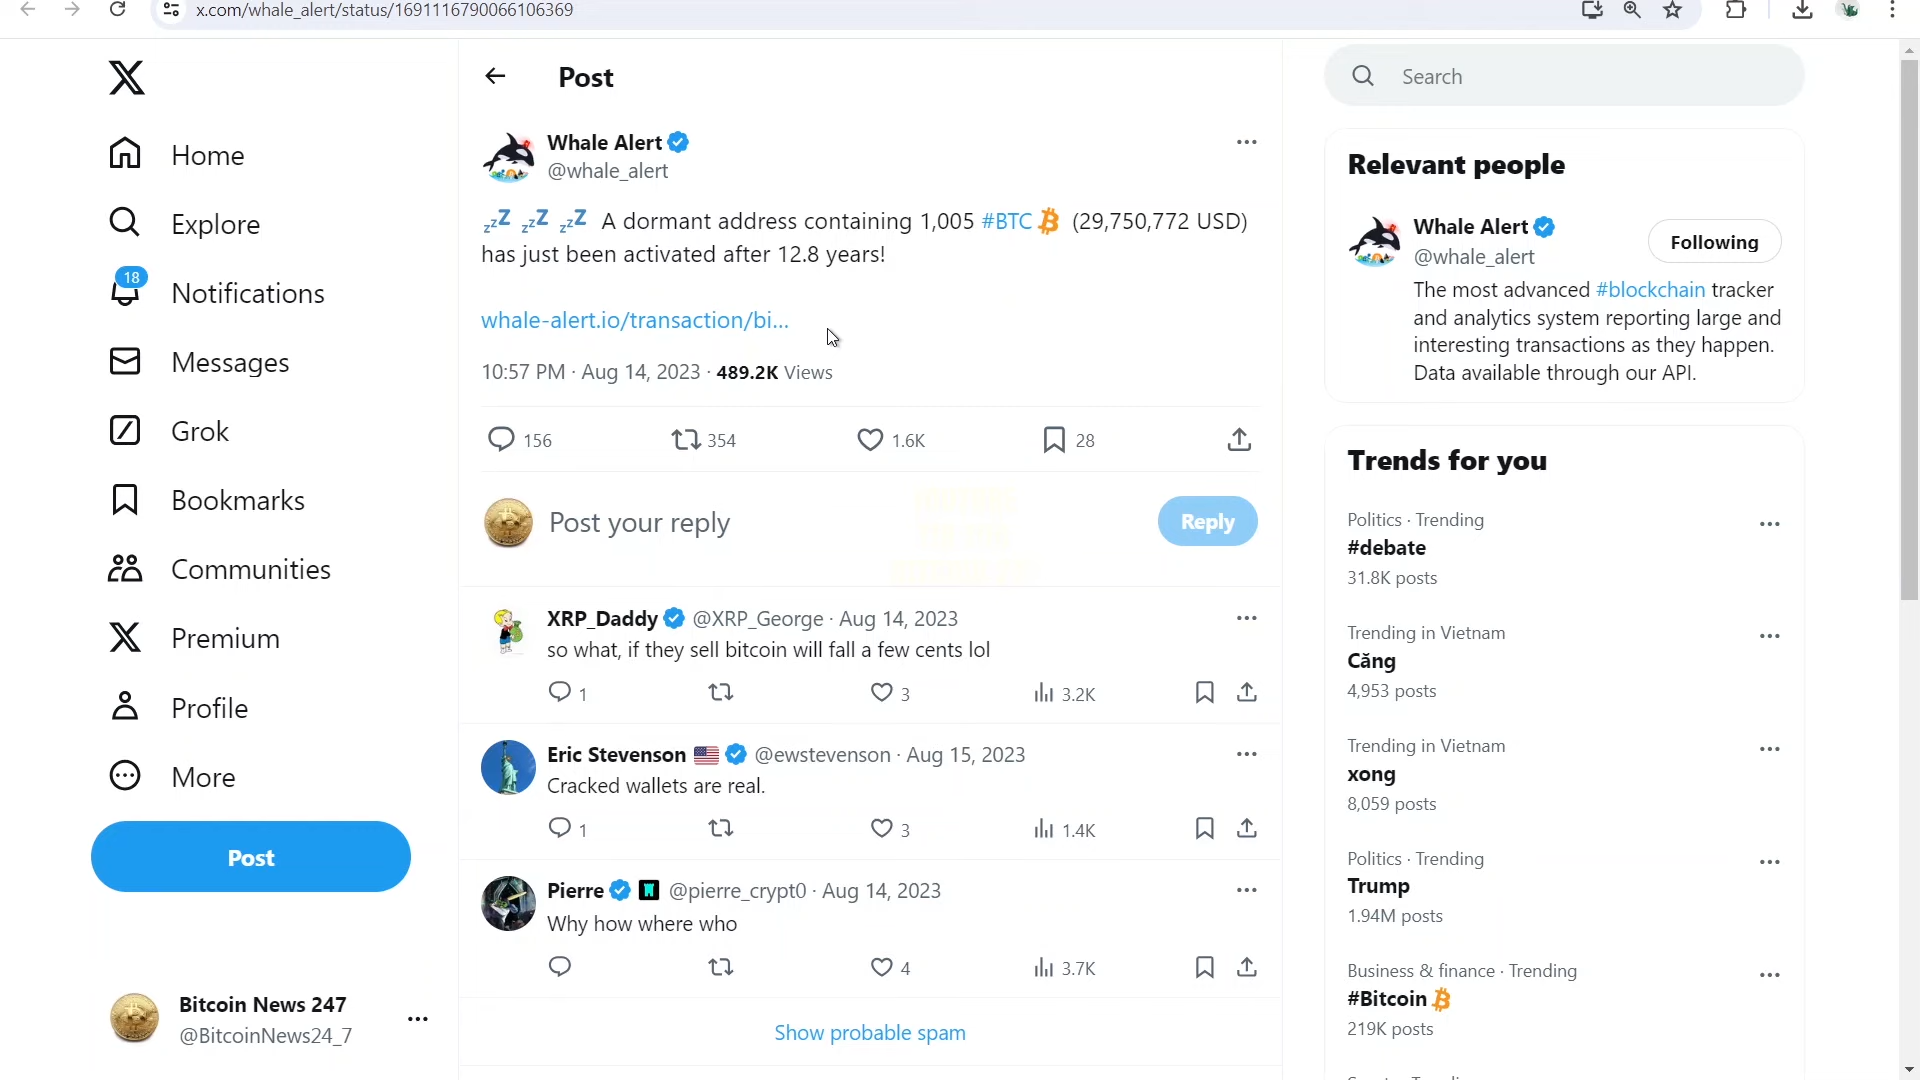 x.com/whale_alert/status/1691116790066106369
Home
Explore
18
Notifications
Messages
Grok
Bookmarks
Communities
Premium
Profile
More
Post
Bitcoin News 247
@BitcoinNews24_7
Post
Whale Alert
@whale_alert
💤 💤 💤 A dormant address containing 1,005 #BTC (29,750,772 USD)
has just been activated after 12.8 years!
whale-alert.io/transaction/bi...
10:57 PM · Aug 14, 2023 · 489.2K Views
156 354 1.6K 28
Post your reply
Reply
XRP_Daddy @XRP_George · Aug 14, 2023
so what, if they sell bitcoin will fall a few cents lol
1 3 3.2K
Eric Stevenson 🇺🇸 @ewstevenson · Aug 15, 2023
Cracked wallets are real.
1 3 1.4K
Pierre @pierre_crypt0 · Aug 14, 2023
Why how where who
4 3.7K
Show probable spam
Search
Relevant people
Whale Alert
@whale_alert
Following
The most advanced #blockchain tracker
and analytics system reporting large and
interesting transactions as they happen.
Data available through our API.
Trends for you
Politics · Trending
#debate
31.8K posts
Trending in Vietnam
Căng
4,953 posts
Trending in Vietnam
xong
8,059 posts
Politics · Trending
Trump
1.94M posts
Business & finance · Trending
#Bitcoin
219K posts